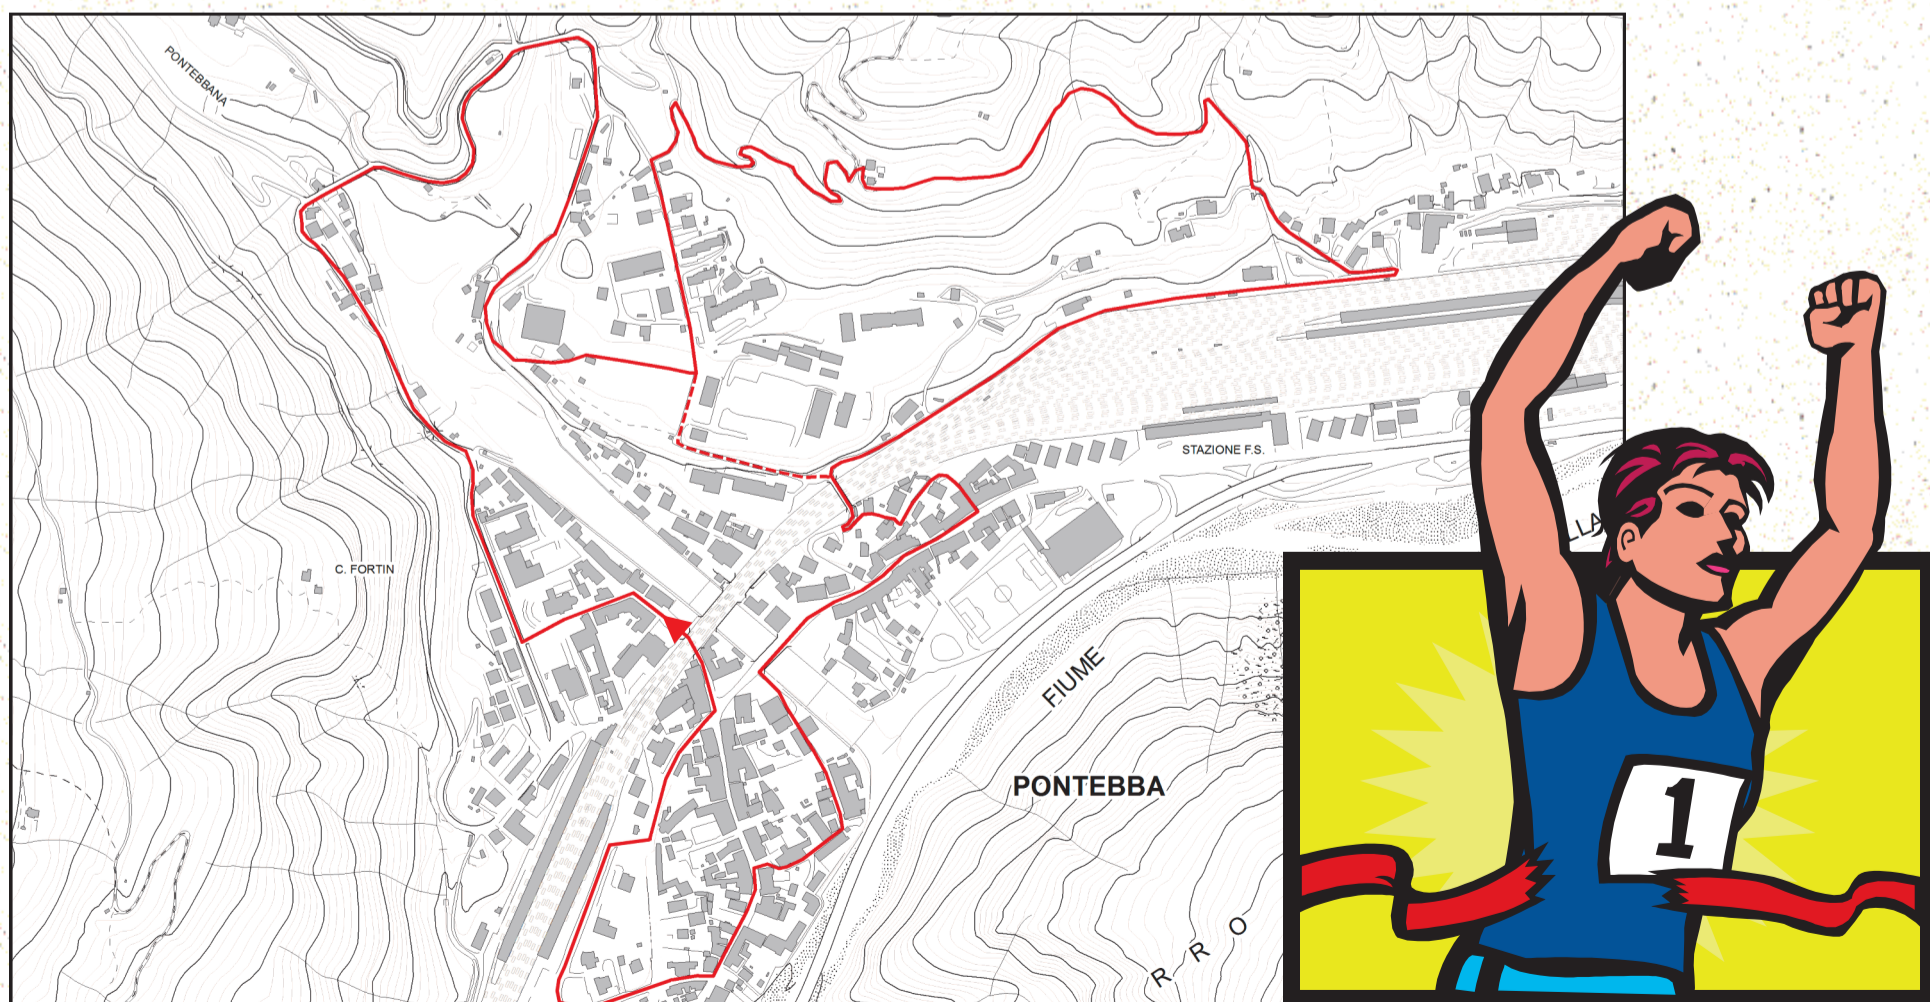 PONTEBBANA
STAZIONE F.S.
C. FORTIN
FIUME
PONTEBBA
1
R R O